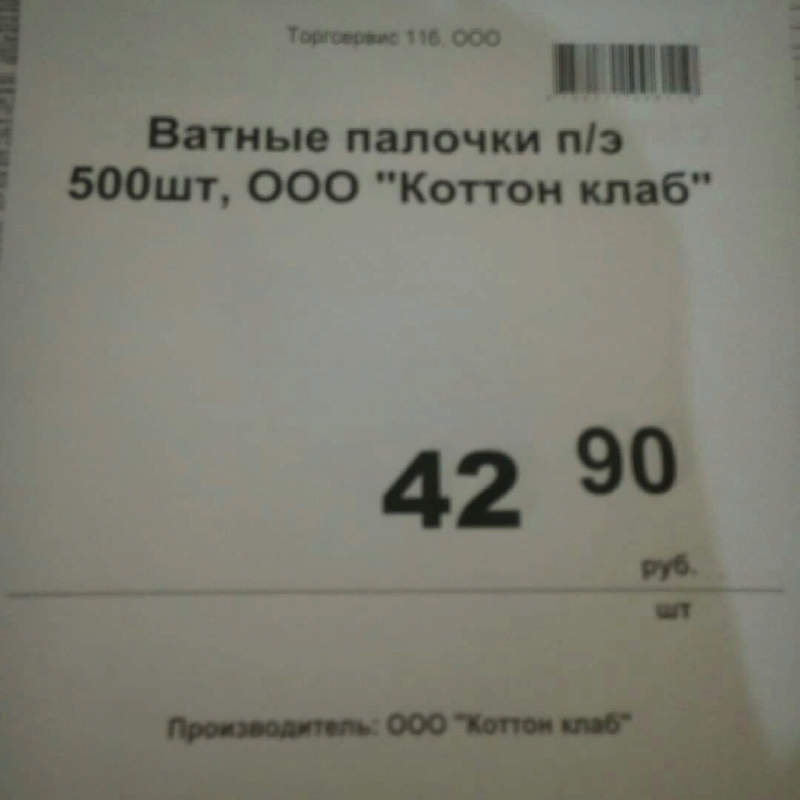 Торгсервис 116, ООО
Ватные палочки п/э
500шт, ООО "Коттон клаб"
42 90
руб.
шт
Производитель: ООО "Коттон клаб"